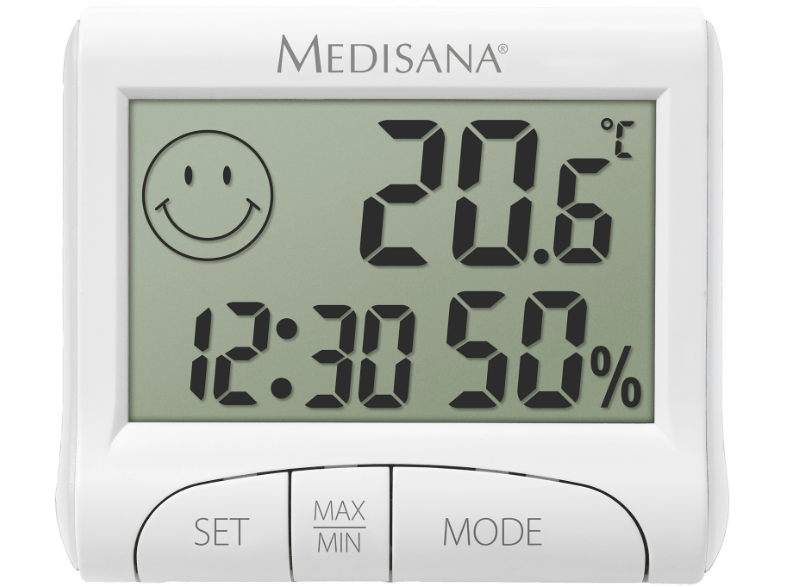 MEDISANA®
20.6 °C
12:30 50%
SET MAX MODE
MIN